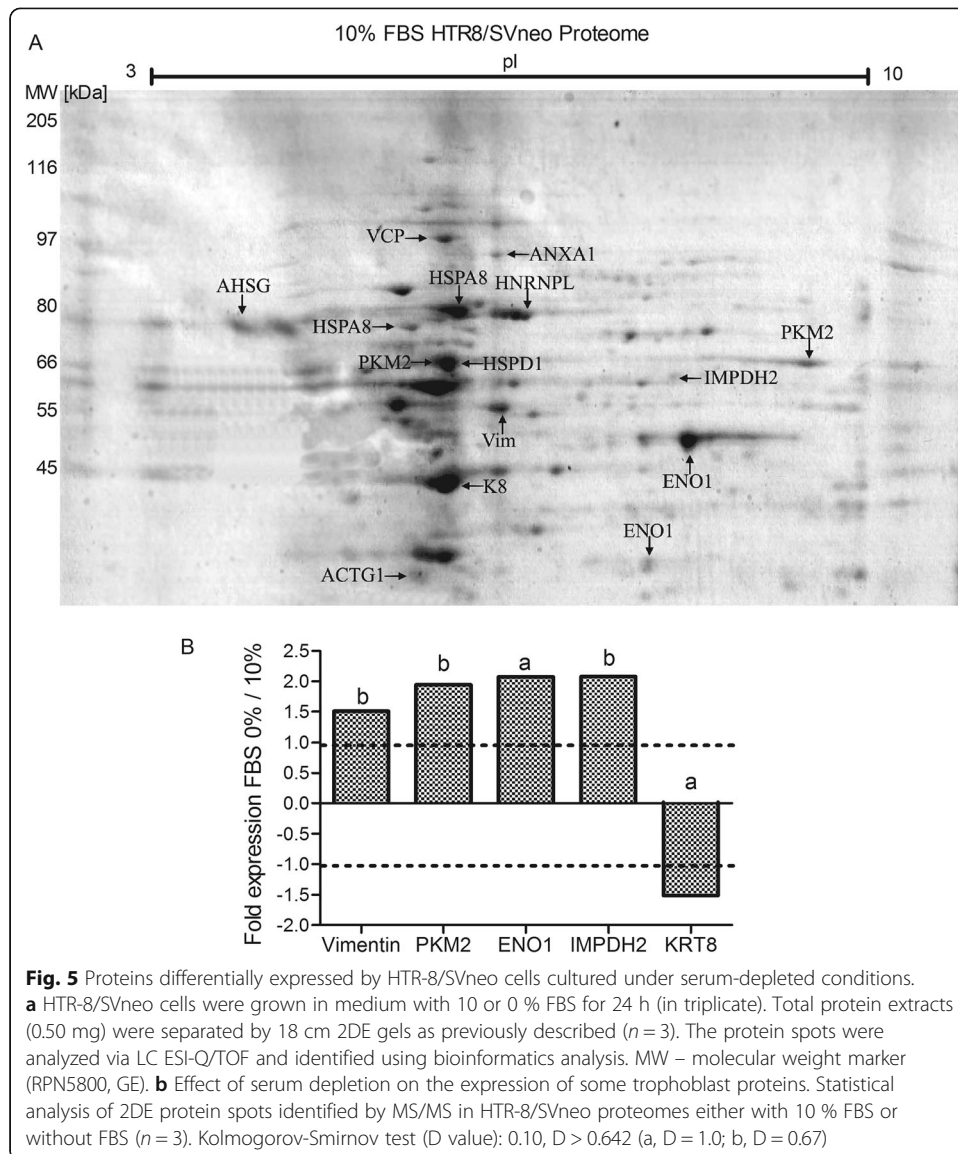 A
10% FBS HTR8/SVneo Proteome
3 pI 10
MW [kDa]
205
116
97
80
66
55
45
VCP
ANXA1
AHSG
HSPA8
HNRNPL
HSPA8
PKM2
PKM2
HSPD1
IMPDH2
Vim
ENO1
K8
ENO1
ACTG1
B
Fold expression FBS 0% / 10%
2.5
2.0
1.5
1.0
0.5
0.0
-0.5
-1.0
-1.5
-2.0
b
b
a
b
a
Vimentin PKM2 ENO1 IMPDH2 KRT8
Fig. 5 Proteins differentially expressed by HTR-8/SVneo cells cultured under serum-depleted conditions.
a HTR-8/SVneo cells were grown in medium with 10 or 0 % FBS for 24 h (in triplicate). Total protein extracts
(0.50 mg) were separated by 18 cm 2DE gels as previously described (n = 3). The protein spots were
analyzed via LC ESI-Q/TOF and identified using bioinformatics analysis. MW – molecular weight marker
(RPN5800, GE). b Effect of serum depletion on the expression of some trophoblast proteins. Statistical
analysis of 2DE protein spots identified by MS/MS in HTR-8/SVneo proteomes either with 10 % FBS or
without FBS (n = 3). Kolmogorov-Smirnov test (D value): 0.10, D > 0.642 (a, D = 1.0; b, D = 0.67)